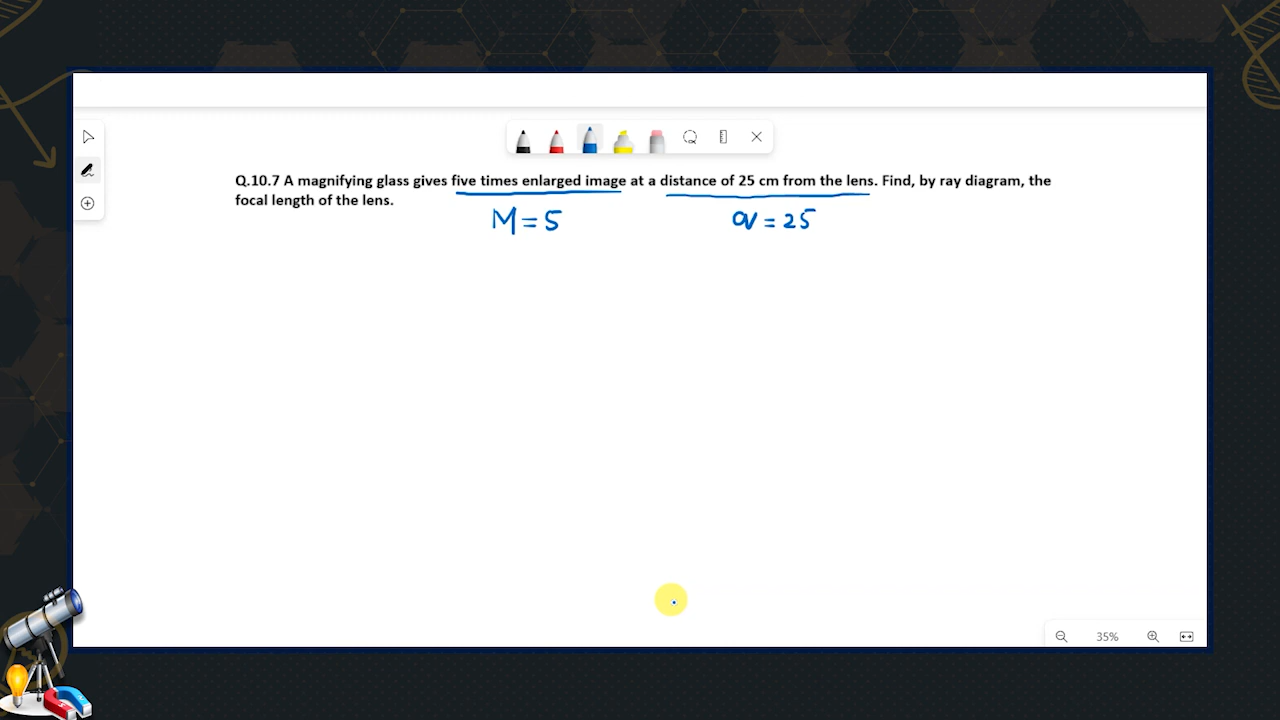 Q.10.7 A magnifying glass gives five times enlarged image at a distance of 25 cm from the lens. Find, by ray diagram, the
focal length of the lens.
M = 5 q = 25
35%